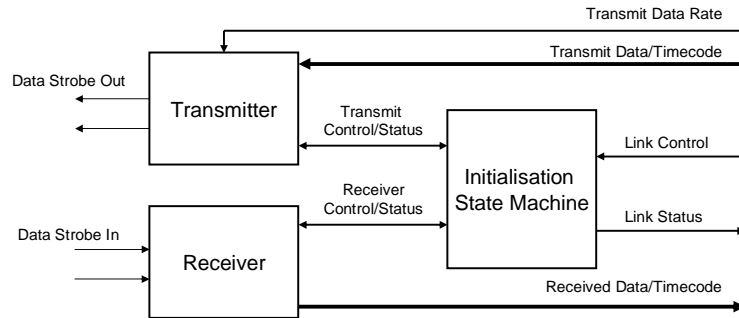 Transmit Data Rate
Transmit Data/Timecode
Data Strobe Out
Transmitter
Transmit
Control/Status
Link Control
Initialisation
State Machine
Receiver
Control/Status
Link Status
Data Strobe In
Receiver
Received Data/Timecode